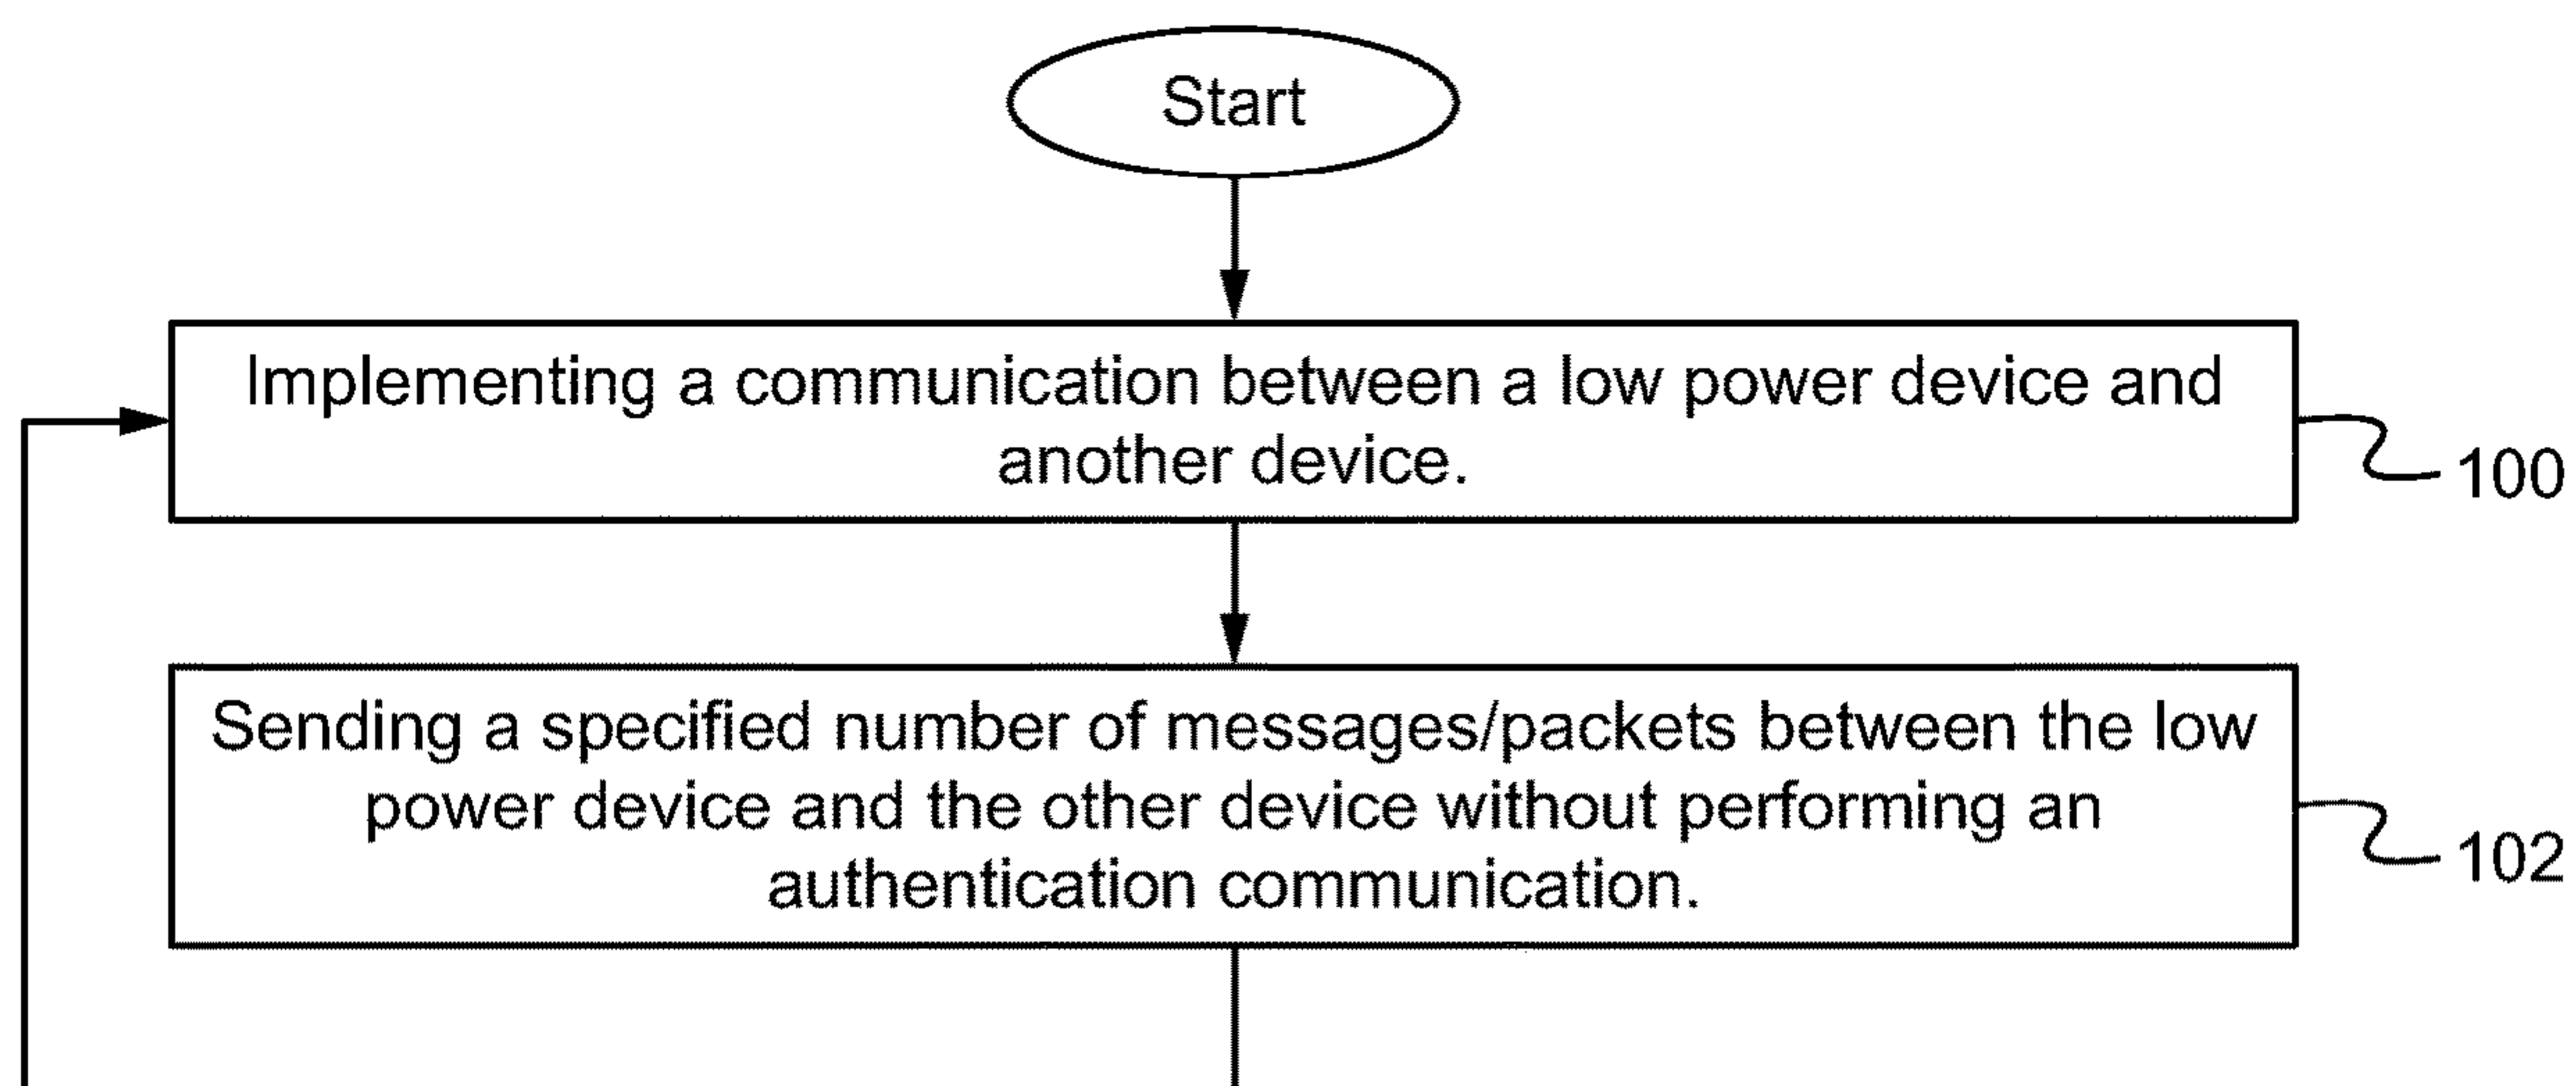 Start
Implementing a communication between a low power device and
another device.
100
Sending a specified number of messages/packets between the low
power device and the other device without performing an
authentication communication.
102